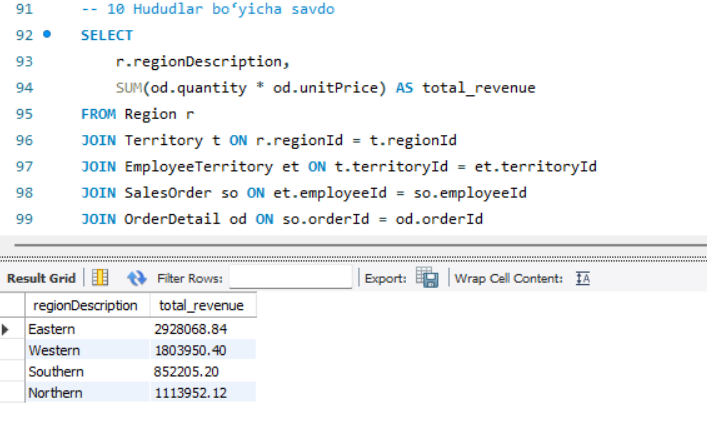 91 -- 10 Hududlar bo‘yicha savdo
92 SELECT
93 r.regionDescription,
94 SUM(od.quantity * od.unitPrice) AS total_revenue
95 FROM Region r
96 JOIN Territory t ON r.regionId = t.regionId
97 JOIN EmployeeTerritory et ON t.territoryId = et.territoryId
98 JOIN SalesOrder so ON et.employeeId = so.employeeId
99 JOIN OrderDetail od ON so.orderId = od.orderId
Result Grid Filter Rows: Export: Wrap Cell Content: IA
regionDescription total_revenue
Eastern 2928068.84
Western 1803950.40
Southern 852205.20
Northern 1113952.12